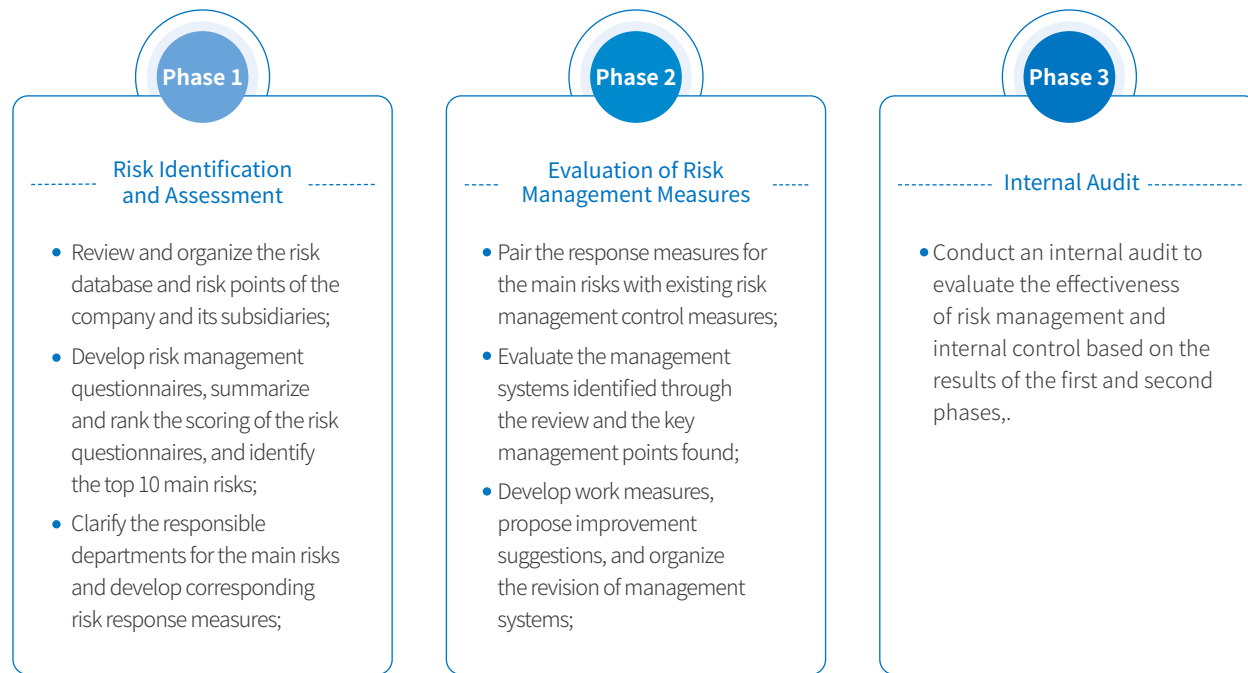 Phase 1
Risk Identification
and Assessment
• Review and organize the risk
database and risk points of the
company and its subsidiaries;
• Develop risk management
questionnaires, summarize
and rank the scoring of the risk
questionnaires, and identify
the top 10 main risks;
• Clarify the responsible
departments for the main risks
and develop corresponding
risk response measures;
Phase 2
Evaluation of Risk
Management Measures
• Pair the response measures for
the main risks with existing risk
management control measures;
• Evaluate the management
systems identified through
the review and the key
management points found;
• Develop work measures,
propose improvement
suggestions, and organize
the revision of management
systems;
Phase 3
Internal Audit
• Conduct an internal audit to
evaluate the effectiveness
of risk management and
internal control based on the
results of the first and second
phases,.